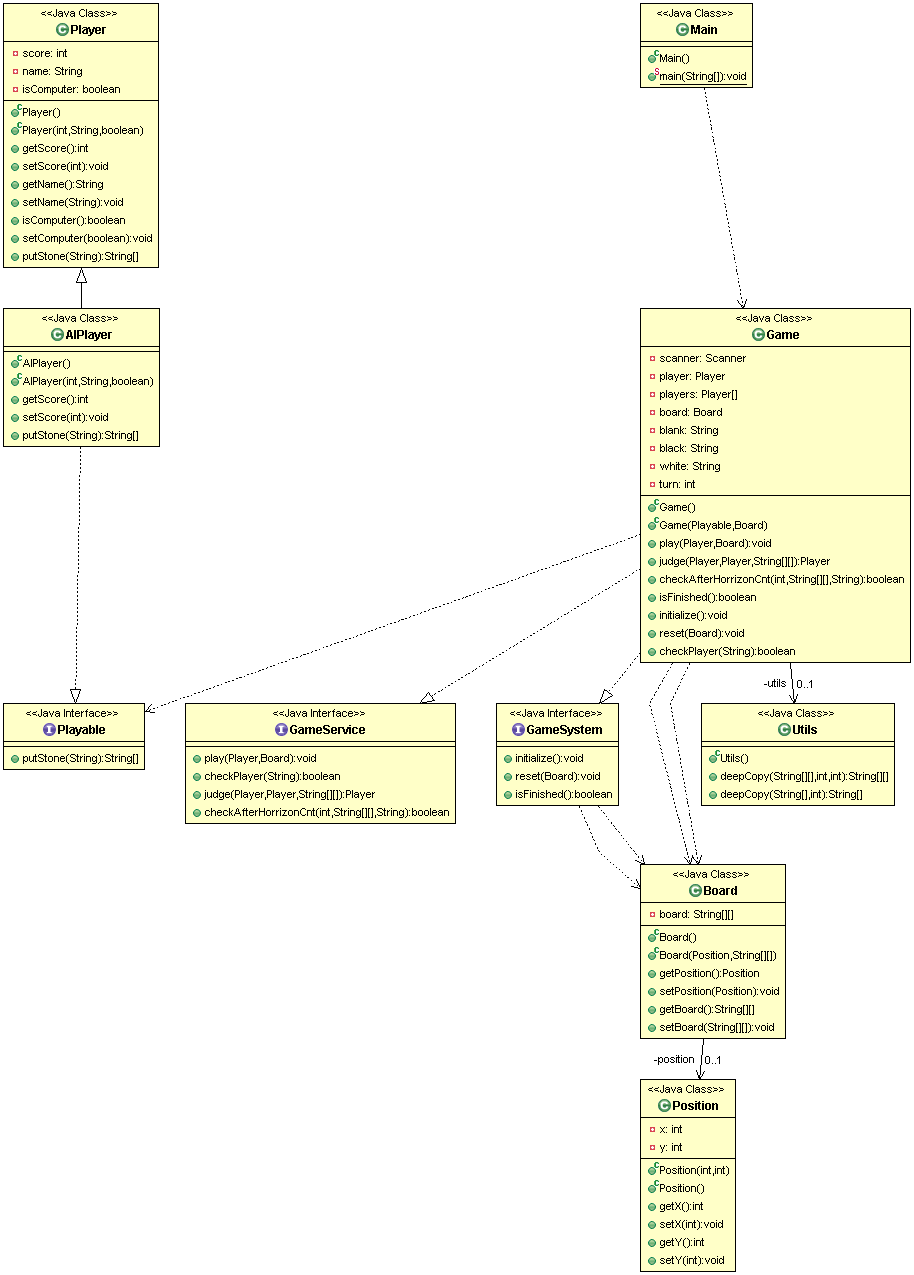 <<Java Class>>
Player
score: int
name: String
isComputer: boolean
Player()
Player(int,String,boolean)
getScore():int
setScore(int):void
getName():String
setName(String):void
isComputer():boolean
setComputer(boolean):void
putStone(String):String[]
<<Java Class>>
Main
Main()
main(String[]):void
<<Java Class>>
AIPlayer
AIPlayer()
AIPlayer(int,String,boolean)
getScore():int
setScore(int):void
putStone(String):String[]
<<Java Class>>
Game
scanner: Scanner
player: Player
players: Player[]
board: Board
blank: String
black: String
white: String
turn: int
Game()
Game(Playable,Board)
play(Player,Board):void
judge(Player,Player,String[][]):Player
checkAfterHorrizonCnt(int,String[][],String):boolean
isFinished():boolean
initialize():void
reset(Board):void
checkPlayer(String):boolean
-utils 0..1
<<Java Interface>>
Playable
putStone(String):String[]
<<Java Interface>>
GameService
play(Player,Board):void
checkPlayer(String):boolean
judge(Player,Player,String[][]):Player
checkAfterHorrizonCnt(int,String[][],String):boolean
<<Java Interface>>
GameSystem
initialize():void
reset(Board):void
isFinished():boolean
<<Java Class>>
Utils
Utils()
deepCopy(String[][],int,int):String[][]
deepCopy(String[],int):String[]
<<Java Class>>
Board
board: String[][]
Board()
Board(Position,String[][])
getPosition():Position
setPosition(Position):void
getBoard():String[][]
setBoard(String[][]):void
-position 0..1
<<Java Class>>
Position
x: int
y: int
Position(int,int)
Position()
getX():int
setX(int):void
getY():int
setY(int):void